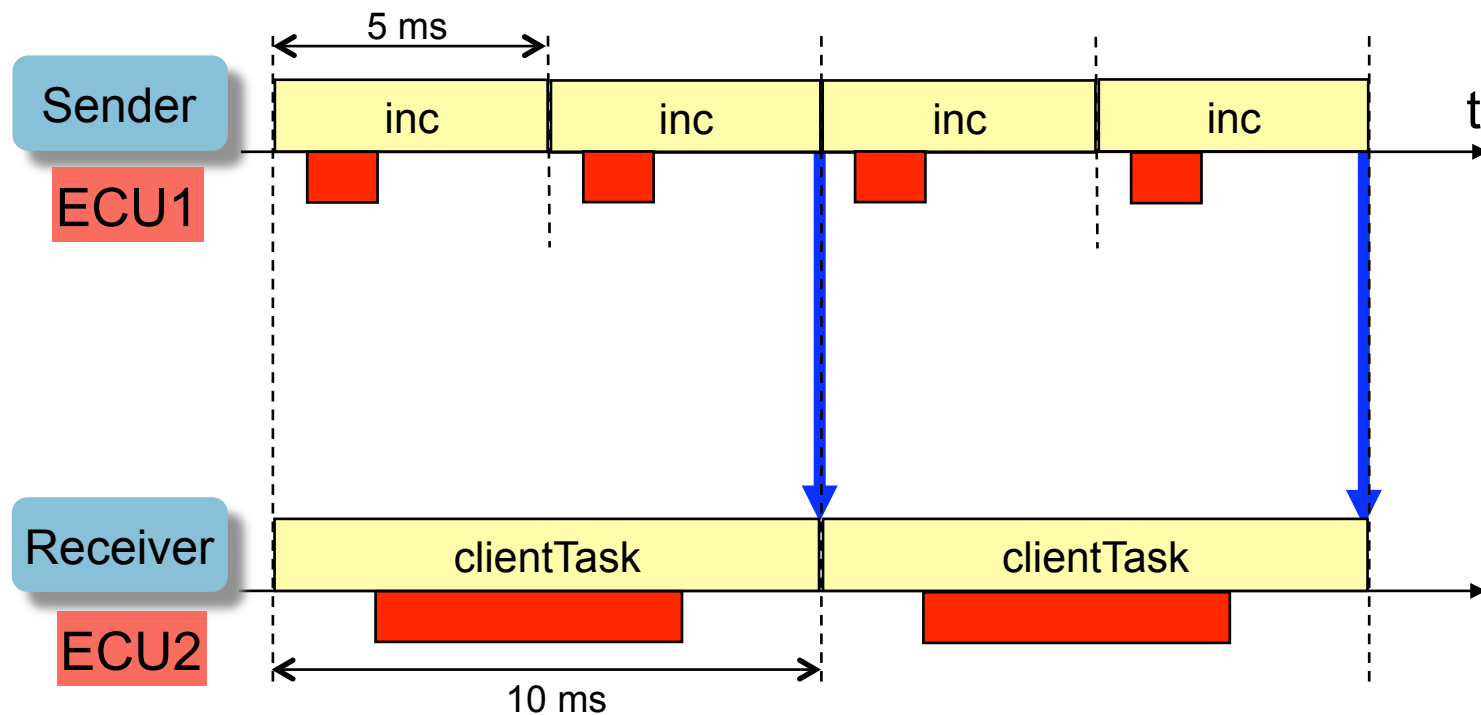 5 ms
Sender
inc
inc
inc
inc
t
ECU1
Receiver
clientTask
clientTask
ECU2
10 ms